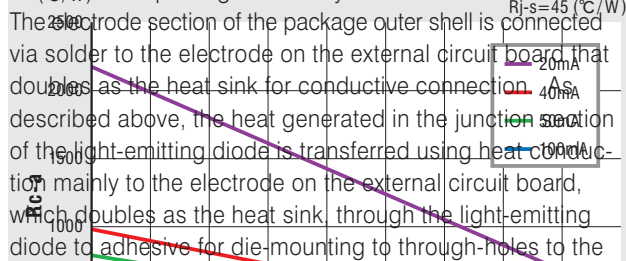 Rj-s=45 (℃/W)
The electrode section of the package outer shell is connected
via solder to the electrode on the external circuit board that
doubles as the heat sink for conductive connection. As
described above, the heat generated in the junction section
of the light-emitting diode is transferred using heat conduc-
tion mainly to the electrode on the external circuit board,
which doubles as the heat sink, through the light-emitting
diode to adhesive for die-mounting to through-holes to the
2500
2000
1500
1000
Rc-a
20mA
40mA
50mA
100mA